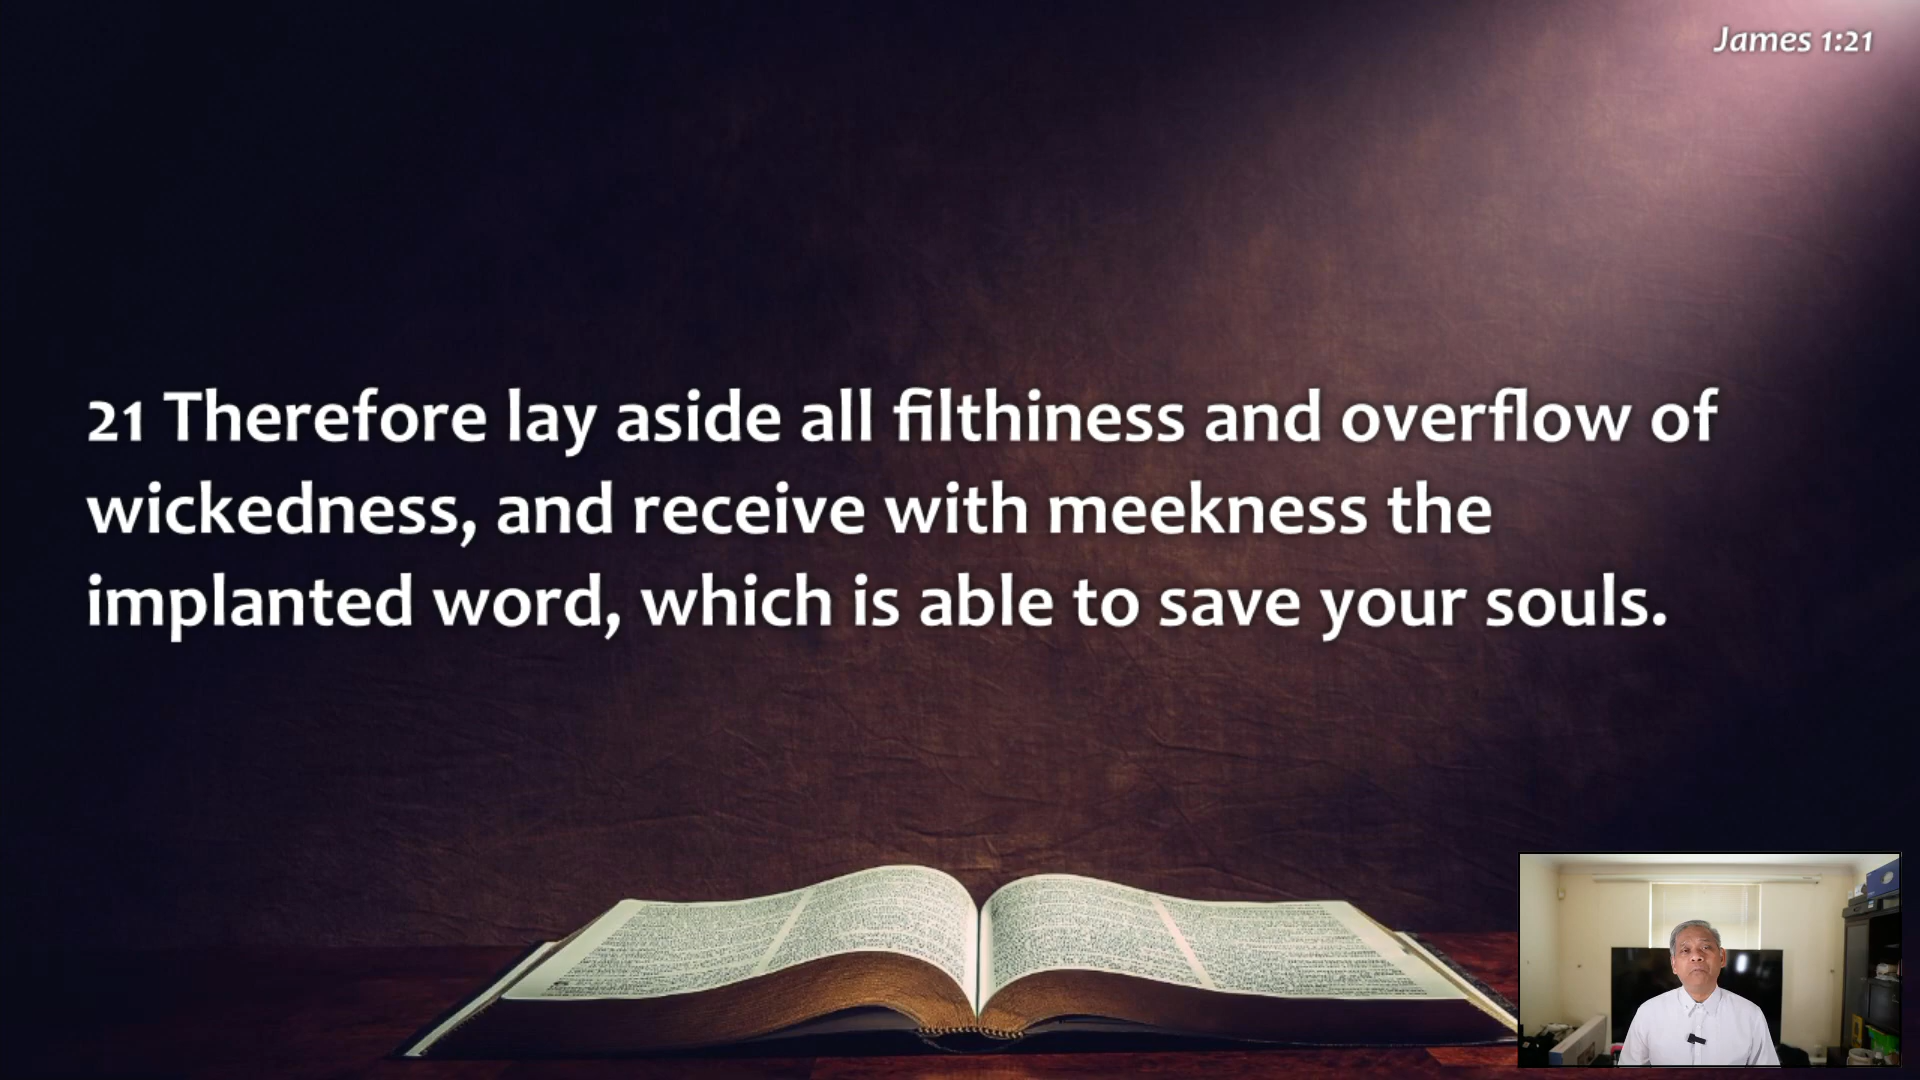 James 1:21
21 Therefore lay aside all filthiness and overflow of
wickedness, and receive with meekness the
implanted word, which is able to save your souls.